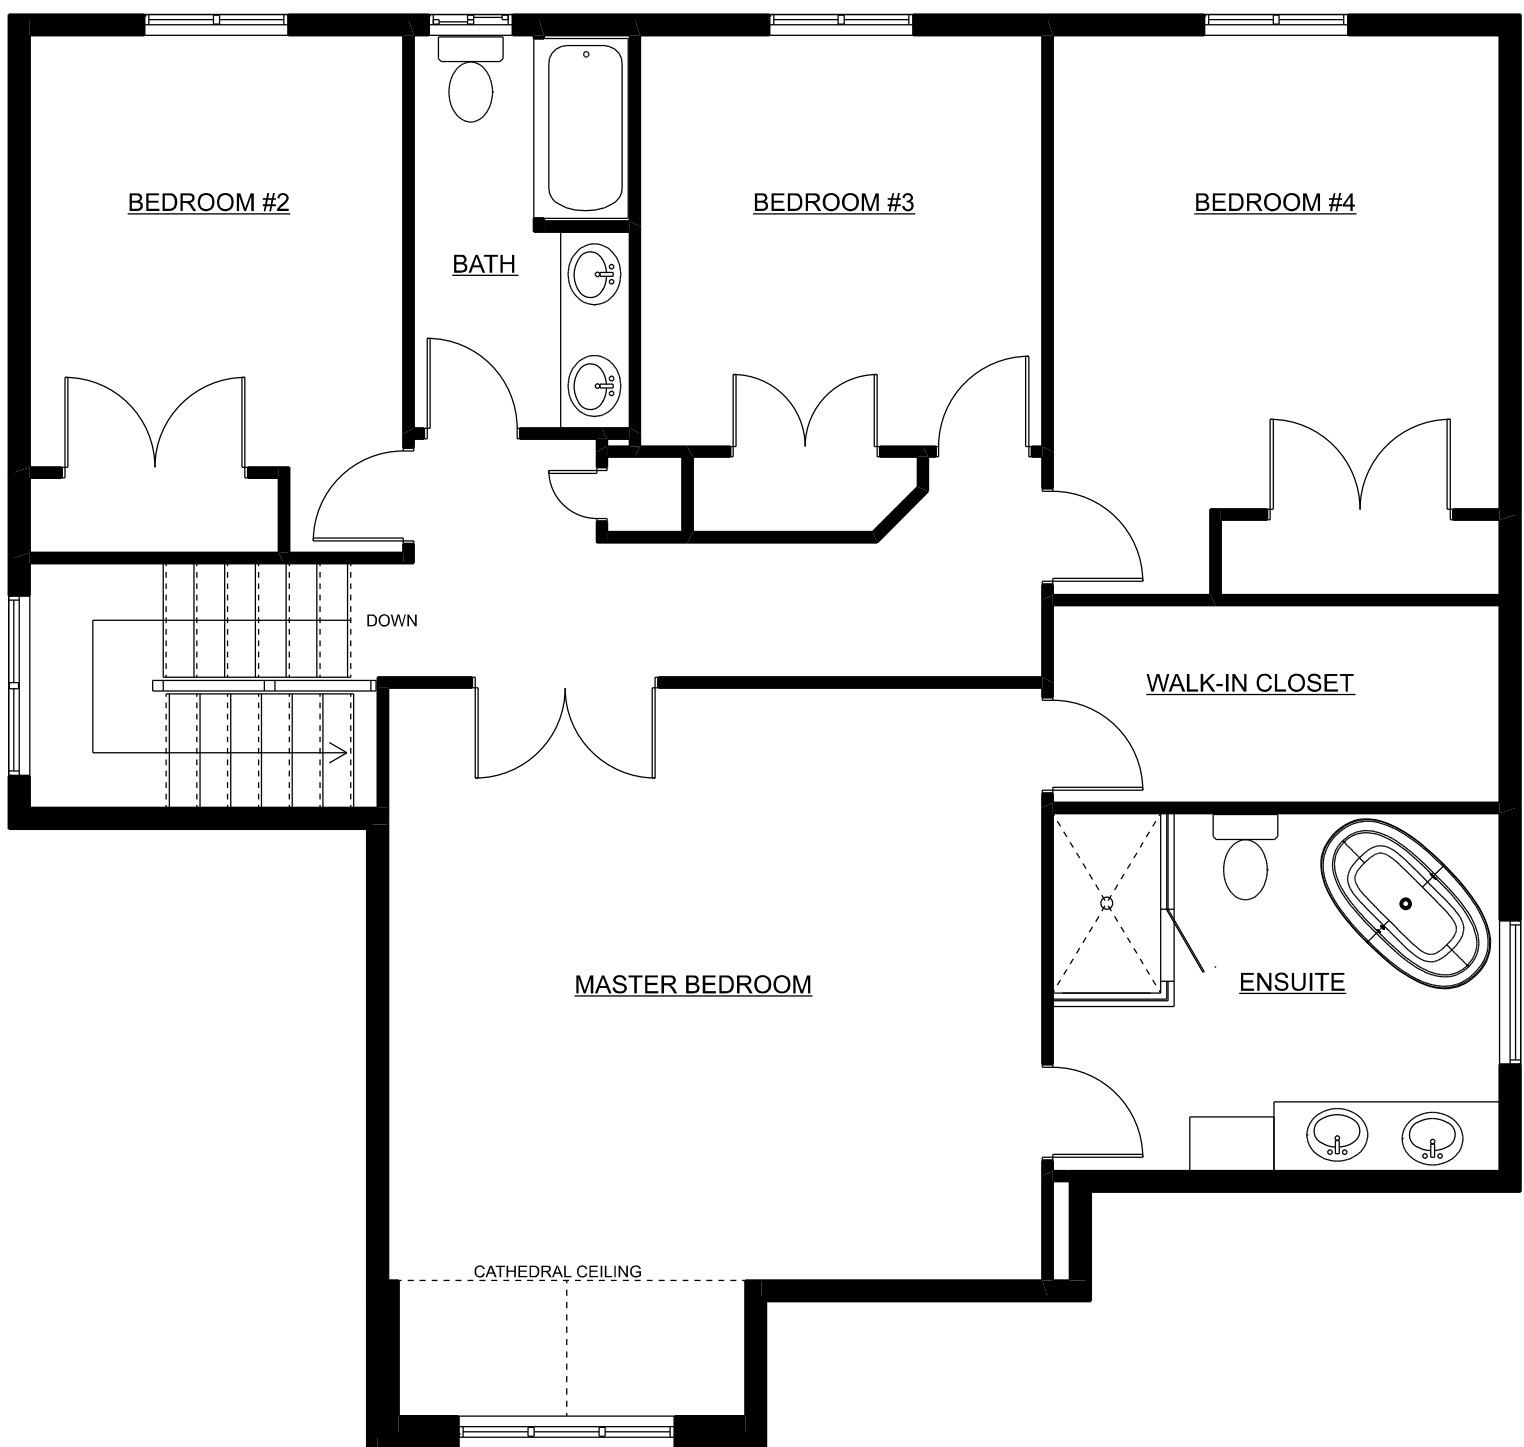 BEDROOM #2
BEDROOM #3
BEDROOM #4
BATH
DOWN
WALK-IN CLOSET
MASTER BEDROOM
ENSUITE
CATHEDRAL CEILING